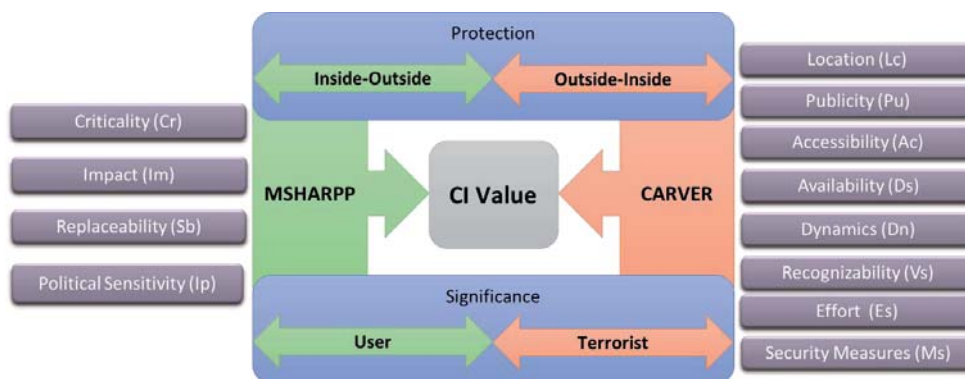 Protection
Inside-Outside
Outside-Inside
Criticality (Cr)
Impact (Im)
Replaceability (Sb)
Political Sensitivity (Ip)
MSHARPP
CI Value
CARVER
Location (Lc)
Publicity (Pu)
Accessibility (Ac)
Availability (Ds)
Dynamics (Dn)
Recognizability (Vs)
Effort (Es)
Security Measures (Ms)
Significance
User
Terrorist